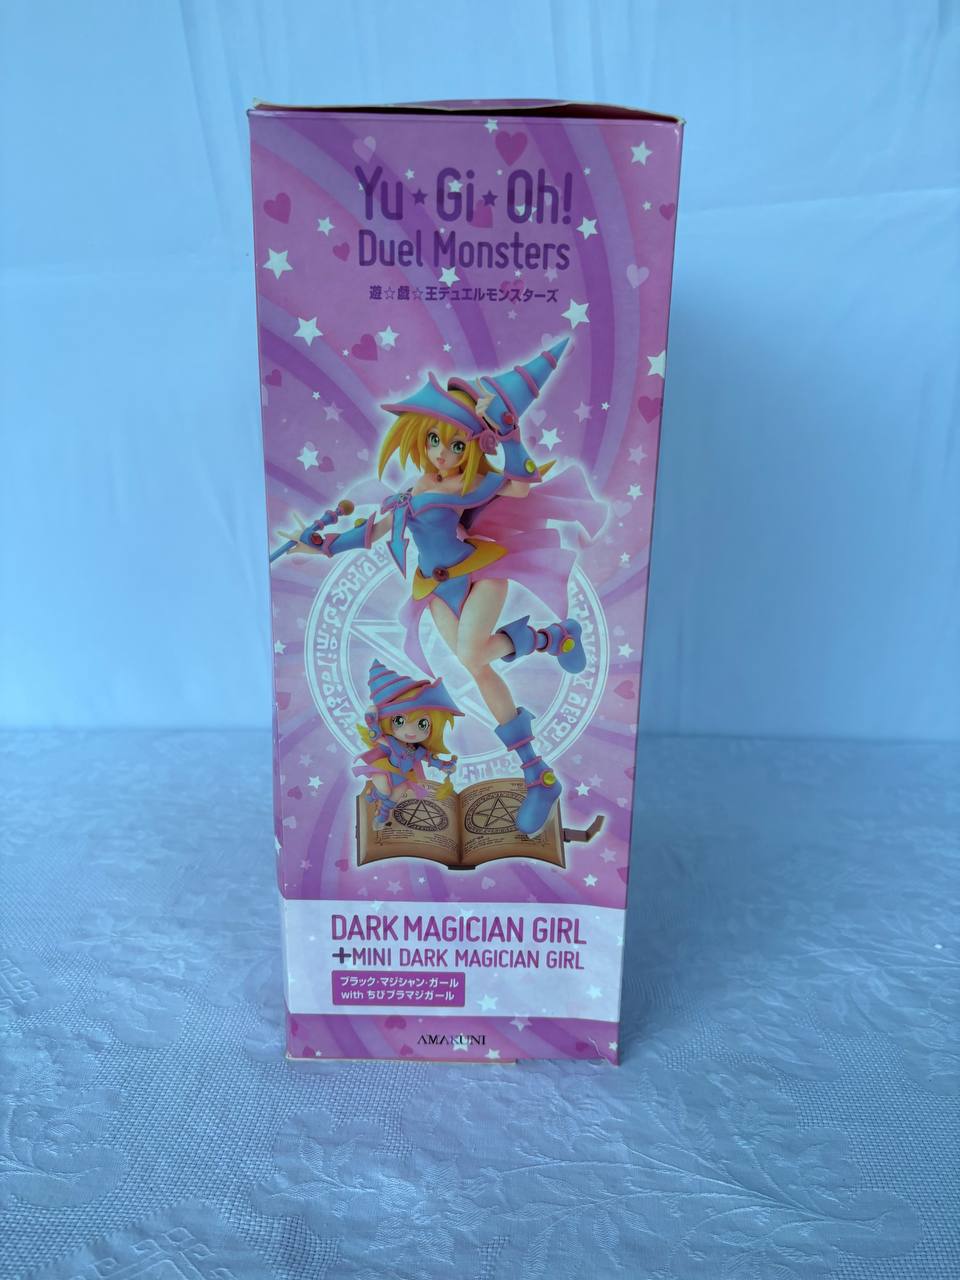 Yu★Gi★Oh!
Duel Monsters
遊☆戯☆王デュエルモンスターズ
DARK MAGICIAN GIRL
+MINI DARK MAGICIAN GIRL
ブラック・マジシャン・ガール
with ちびブラマジガール
AMAKUNI